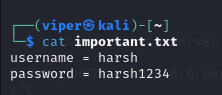 ┌──(viper㉿kali)-[~]
└─$ cat important.txt
username = harsh
password = harsh1234